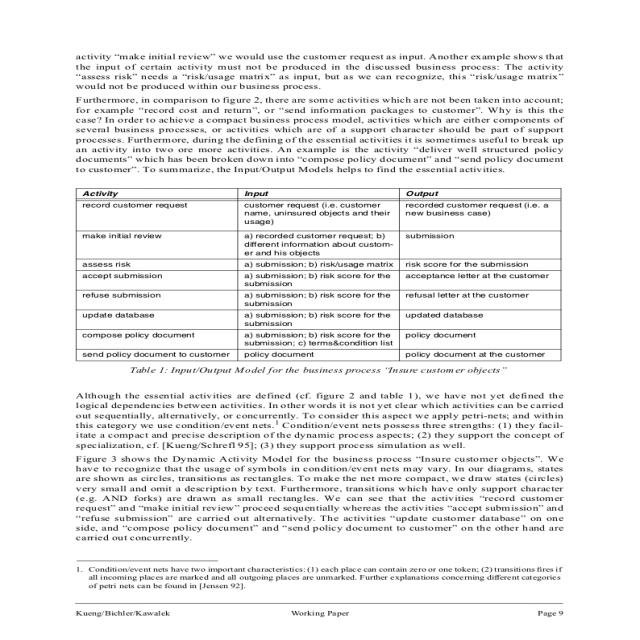 activity “make initial review” we would use the customer request as input. Another example shows that
the input of certain activity must not be produced in the discussed business process: The activity
“assess risk” needs a “risk/usage matrix” as input, but as we can recognize, this “risk/usage matrix”
would not be produced within our business process.
Furthermore, in comparison to figure 2, there are some activities which are not been taken into account;
for example “record cost and return”, or “send information packages to customer”. Why is this the
case? In order to achieve a compact business process model, activities which are either components of
several business processes, or activities which are of a support character should be part of support
processes. Furthermore, during the defining of the essential activities it is sometimes useful to break up
an activity into two ore more activities. An example is the activity “deliver well structured policy
documents” which has been broken down into “compose policy document” and “send policy document
to customer”. To summarize, the Input/Output Models helps to find the essential activities.
Activity Input Output
record customer request customer request (i.e. customer recorded customer request (i.e. a
name, uninsured objects and their new business case)
usage)
make initial review a) recorded customer request; b) submission
different information about custom-
er and his objects
assess risk a) submission; b) risk/usage matrix risk score for the submission
accept submission a) submission; b) risk score for the acceptance letter at the customer
submission
refuse submission a) submission; b) risk score for the refusal letter at the customer
submission
update database a) submission; b) risk score for the updated database
submission
compose policy document a) submission; b) risk score for the policy document
submission; c) terms&condition list
send policy document to customer policy document policy document at the customer
Table 1: Input/Output Model for the business process “Insure customer objects”
Although the essential activities are defined (cf. figure 2 and table 1), we have not yet defined the
logical dependencies between activities. In other words it is not yet clear which activities can be carried
out sequentially, alternatively, or concurrently. To consider this aspect we apply petri-nets; and within
this category we use condition/event nets.1 Condition/event nets possess three strengths: (1) they facil-
itate a compact and precise description of the dynamic process aspects; (2) they support the concept of
specialization, cf. [Kueng/Schrefl 95]; (3) they support process simulation as well.
Figure 3 shows the Dynamic Activity Model for the business process “Insure customer objects”. We
have to recognize that the usage of symbols in condition/event nets may vary. In our diagrams, states
are shown as circles, transitions as rectangles. To make the net more compact, we draw states (circles)
very small and omit a description by text. Furthermore, transitions which have only support character
(e.g. AND forks) are drawn as small rectangles. We can see that the activities “record customer
request” and “make initial review” proceed sequentially whereas the activities “accept submission” and
“refuse submission” are carried out alternatively. The activities “update customer database” on one
side, and “compose policy document” and “send policy document to customer” on the other hand are
carried out concurrently.
1. Condition/event nets have two important characteristics: (1) each place can contain zero or one token; (2) transitions fires if
all incoming places are marked and all outgoing places are unmarked. Further explanations concerning different categories
of petri nets can be found in [Jensen 92].
Kueng/Bichler/Kawalek Working Paper Page 9